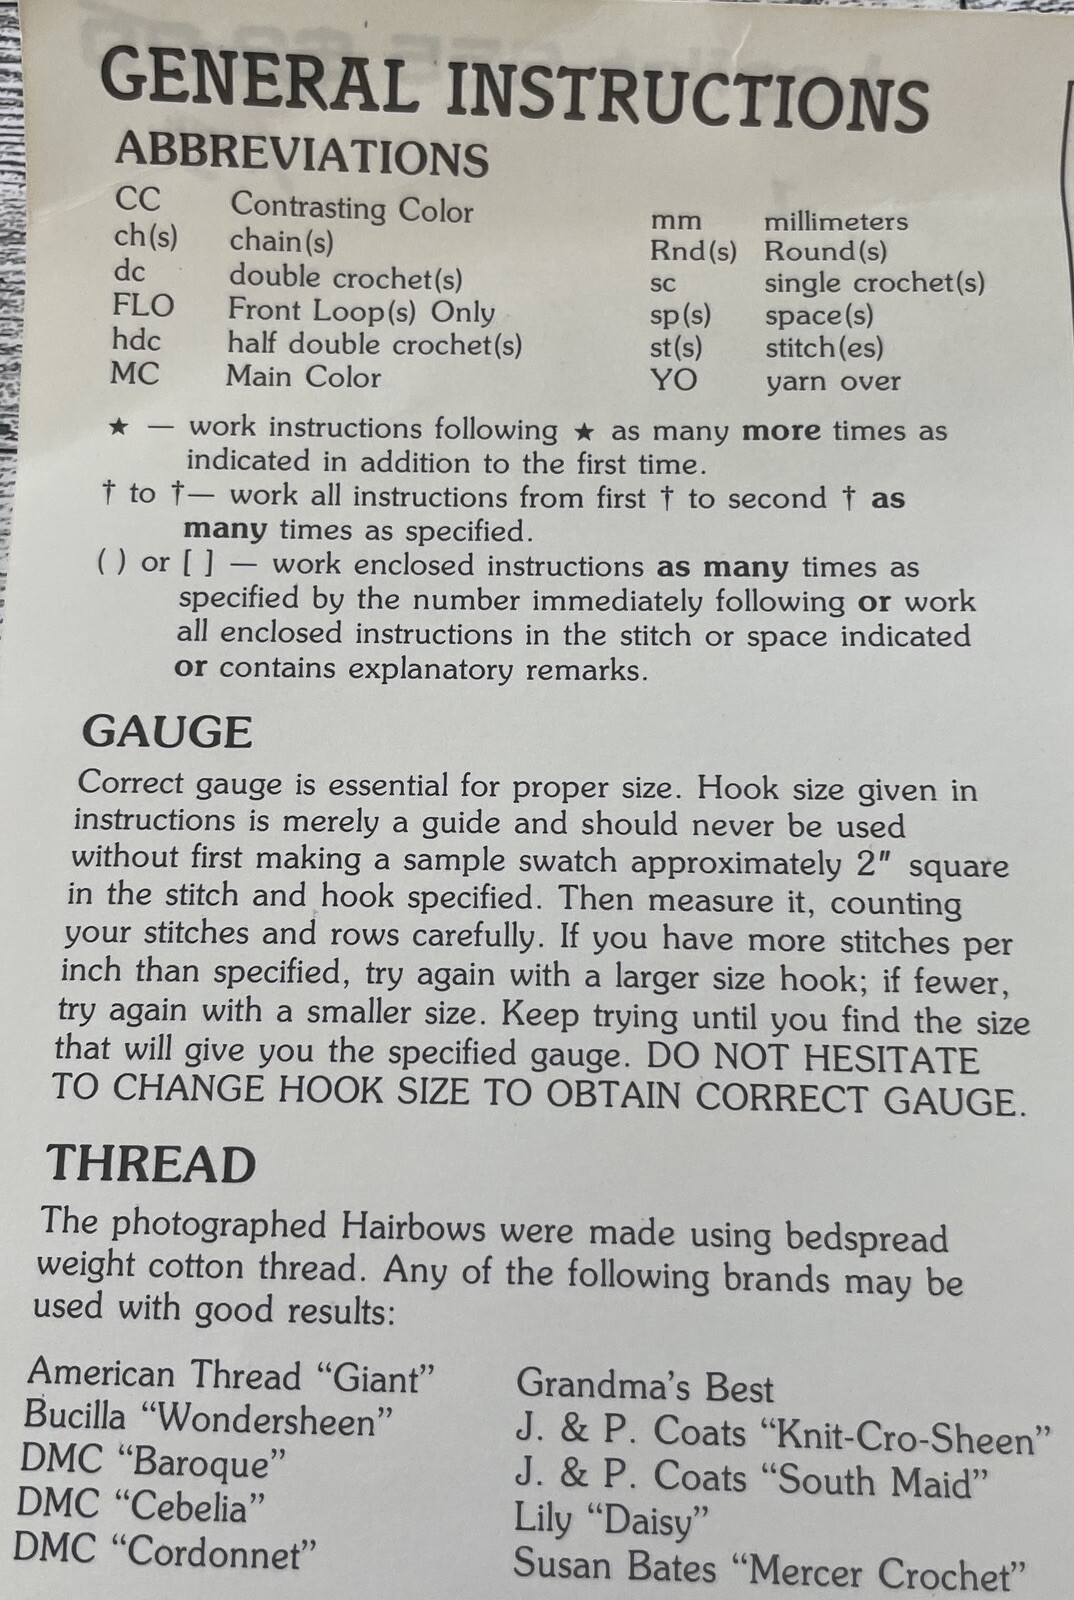 GENERAL INSTRUCTIONS
ABBREVIATIONS
CC Contrasting Color
ch(s) chain(s)
dc double crochet(s)
FLO Front Loop(s) Only
hdc half double crochet(s)
MC Main Color
mm millimeters
Rnd(s) Round(s)
sc single crochet(s)
sp(s) space(s)
st(s) stitch(es)
YO yarn over
★ — work instructions following ★ as many more times as
indicated in addition to the first time.
† to †— work all instructions from first † to second † as
many times as specified.
( ) or [ ] — work enclosed instructions as many times as
specified by the number immediately following or work
all enclosed instructions in the stitch or space indicated
or contains explanatory remarks.
GAUGE
Correct gauge is essential for proper size. Hook size given in
instructions is merely a guide and should never be used
without first making a sample swatch approximately 2" square
in the stitch and hook specified. Then measure it, counting
your stitches and rows carefully. If you have more stitches per
inch than specified, try again with a larger size hook; if fewer,
try again with a smaller size. Keep trying until you find the size
that will give you the specified gauge. DO NOT HESITATE
TO CHANGE HOOK SIZE TO OBTAIN CORRECT GAUGE.
THREAD
The photographed Hairbows were made using bedspread
weight cotton thread. Any of the following brands may be
used with good results:
American Thread “Giant”
Bucilla “Wondersheen”
DMC “Baroque”
DMC “Cebelia”
DMC “Cordonnet”
Grandma’s Best
J. & P. Coats “Knit-Cro-Sheen”
J. & P. Coats “South Maid”
Lily “Daisy”
Susan Bates “Mercer Crochet”